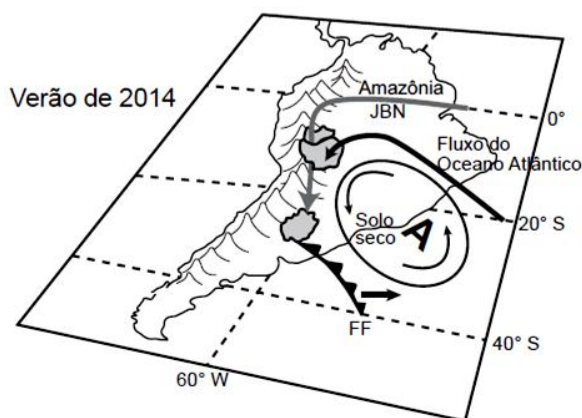 Verão de 2014
Amazônia
JBN
0°
Fluxo do
Oceano Atlântico
20° S
Solo
seco
A
FF
40° S
60° W